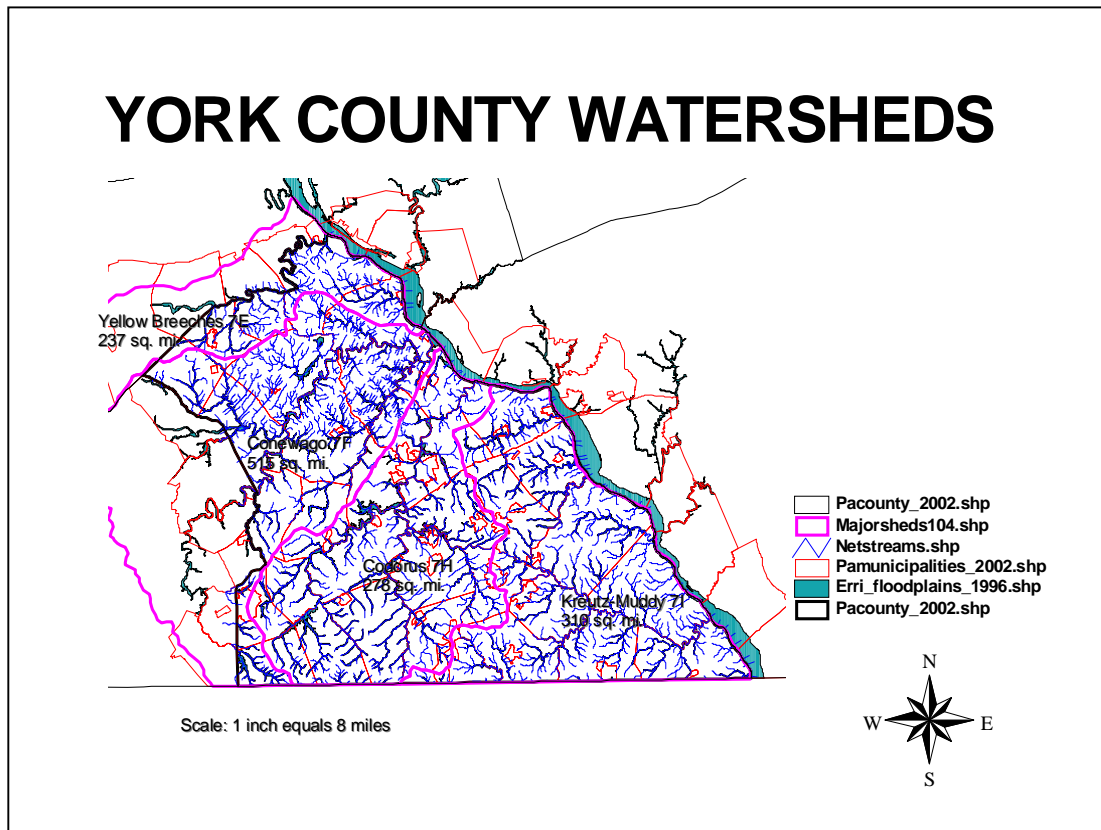 YORK COUNTY WATERSHEDS
Yellow Breeches 7E
237 sq. mi.
Conewago 7F
515 sq. mi.
Codorus 7H
278 sq. mi.
Kreutz-Muddy 7I
sq. mi.
Pacounty_2002.shp
Majorsheds104.shp
Netstreams.shp
Pamunicipalities_2002.shp
Erri_floodplains_1996.shp
Pacounty_2002.shp
Scale: 1 inch equals 8 miles
N
W
E
S